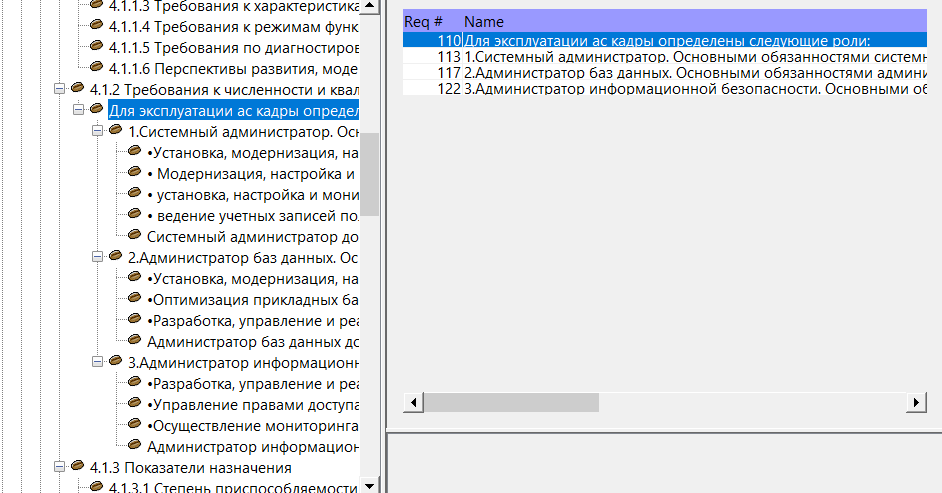 4.1.1.3 Требования к характеристика
4.1.1.4 Требования к режимам функ
4.1.1.5 Требования по диагностиров
4.1.1.6 Перспективы развития, моде
4.1.2 Требования к численности и квал
Для эксплуатации ас кадры определ
1.Системный администратор. Осн
•Установка, модернизация, на
• Модернизация, настройка и
• установка, настройка и мони
• ведение учетных записей пол
Системный администратор до
2.Администратор баз данных. Ос
•Установка, модернизация, на
•Оптимизация прикладных ба
•Разработка, управление и реа
Администратор баз данных до
3.Администратор информационн
•Разработка, управление и реа
•Управление правами доступа
•Осуществление мониторинга
Администратор информацион
4.1.3 Показатели назначения
4.1.3.1 Степень приспособляемости
Req # Name
110 Для эксплуатации ас кадры определены следующие роли:
113 1.Системный администратор. Основными обязанностями системн
117 2.Администратор баз данных. Основными обязанностями админи
122 3.Администратор информационной безопасности. Основными об